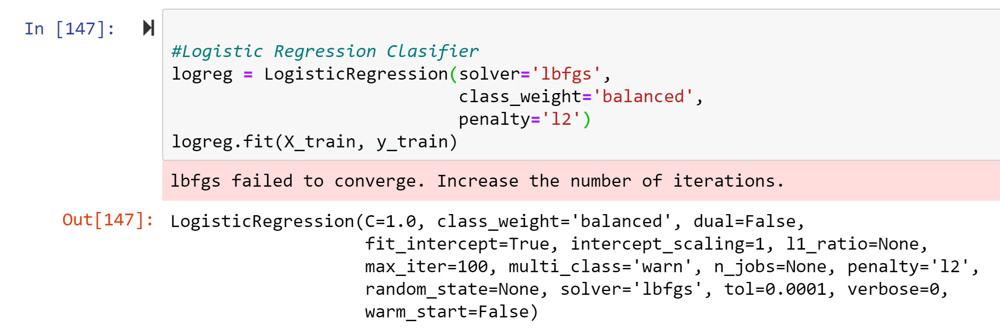 In [147]:
#Logistic Regression Clasifier
logreg = LogisticRegression(solver='lbfgs',
class_weight='balanced',
penalty='l2')
logreg.fit(X_train, y_train)
lbfgs failed to converge. Increase the number of iterations.
Out[147]: LogisticRegression(C=1.0, class_weight='balanced', dual=False,
fit_intercept=True, intercept_scaling=1, l1_ratio=None,
max_iter=100, multi_class='warn', n_jobs=None, penalty='l2',
random_state=None, solver='lbfgs', tol=0.0001, verbose=0,
warm_start=False)